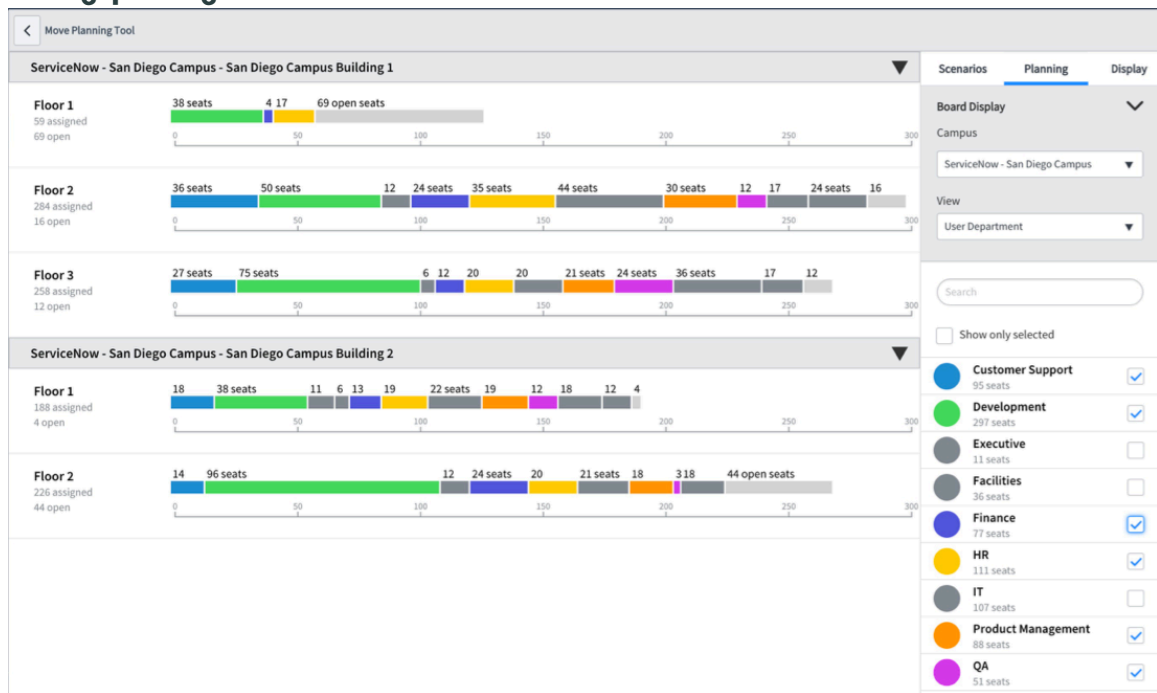 Move Planning Tool
ServiceNow - San Diego Campus - San Diego Campus Building 1
Floor 1
59 assigned
69 open
38 seats 4 17 69 open seats
0 50 100 150 200 250 300
Floor 2
284 assigned
16 open
36 seats 50 seats 12 24 seats 35 seats 44 seats 30 seats 12 17 24 seats 16
0 50 100 150 200 250 300
Floor 3
258 assigned
12 open
27 seats 75 seats 6 12 20 20 21 seats 24 seats 36 seats 17 12
0 50 100 150 200 250 300
ServiceNow - San Diego Campus - San Diego Campus Building 2
Floor 1
188 assigned
4 open
18 38 seats 11 6 13 19 22 seats 19 12 18 12 4
0 50 100 150 200 250 300
Floor 2
226 assigned
44 open
14 96 seats 12 24 seats 20 21 seats 18 3 18 44 open seats
0 50 100 150 200 250 300
Scenarios Planning Display
Board Display
Campus
ServiceNow - San Diego Campus
View
User Department
Search
Show only selected
Customer Support
95 seats
Development
297 seats
Executive
11 seats
Facilities
36 seats
Finance
77 seats
HR
111 seats
IT
107 seats
Product Management
88 seats
QA
51 seats